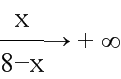 x
8−x → + ∞